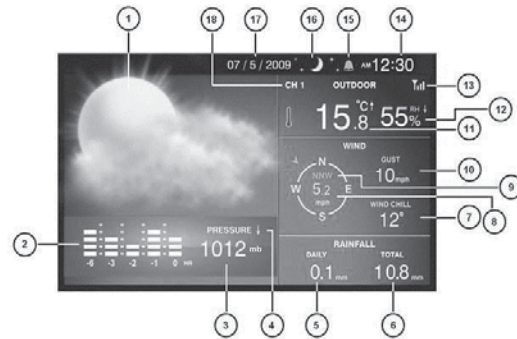 18 17 16 15 14
1
07 / 5 / 2009 AM 12:30
CH 1 OUTDOOR
13
15.8 °C↑ 55% RH ↓
12
11
WIND
N
W E
S
NNW
5.2
mph
GUST
10 mph
10
9
WIND CHILL
12°
7
8
2
-6 -3 -2 -1 0 HR
PRESSURE ↓
1012 mb
RAINFALL
DAILY TOTAL
0.1 mm 10.8 mm
3 4 5 6